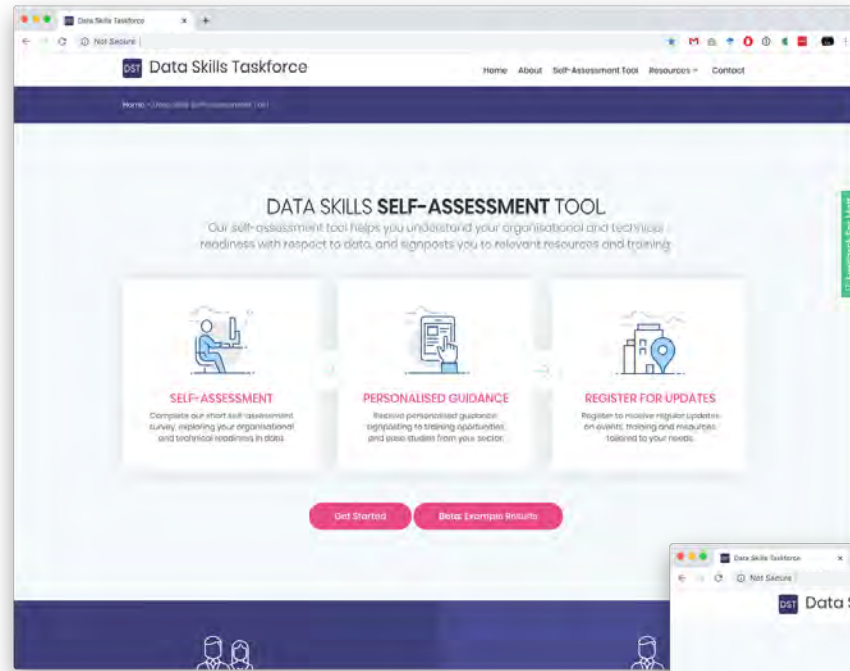 Data Skills Taskforce
Not Secure
DST Data Skills Taskforce
Home About Self-Assessment Tool Resources Contact
Home
DATA SKILLS SELF-ASSESSMENT TOOL
Our self-assessment tool helps you understand your organisational and technical
readiness with respect to data, and signposts you to relevant resources and training
SELF-ASSESSMENT
Complete our short self-assessment
survey, exploring your organisational
and technical readiness in data.
PERSONALISED GUIDANCE
Receive personalised guidance,
signposting to training oportunities,
and case studies from your sector.
REGISTER FOR UPDATES
Register to receive regular updates
on events, training and resources
tailored to your needs.
Get Started
Beta: Example Results
Data Skills Taskforce
Not Secure
DST Data S